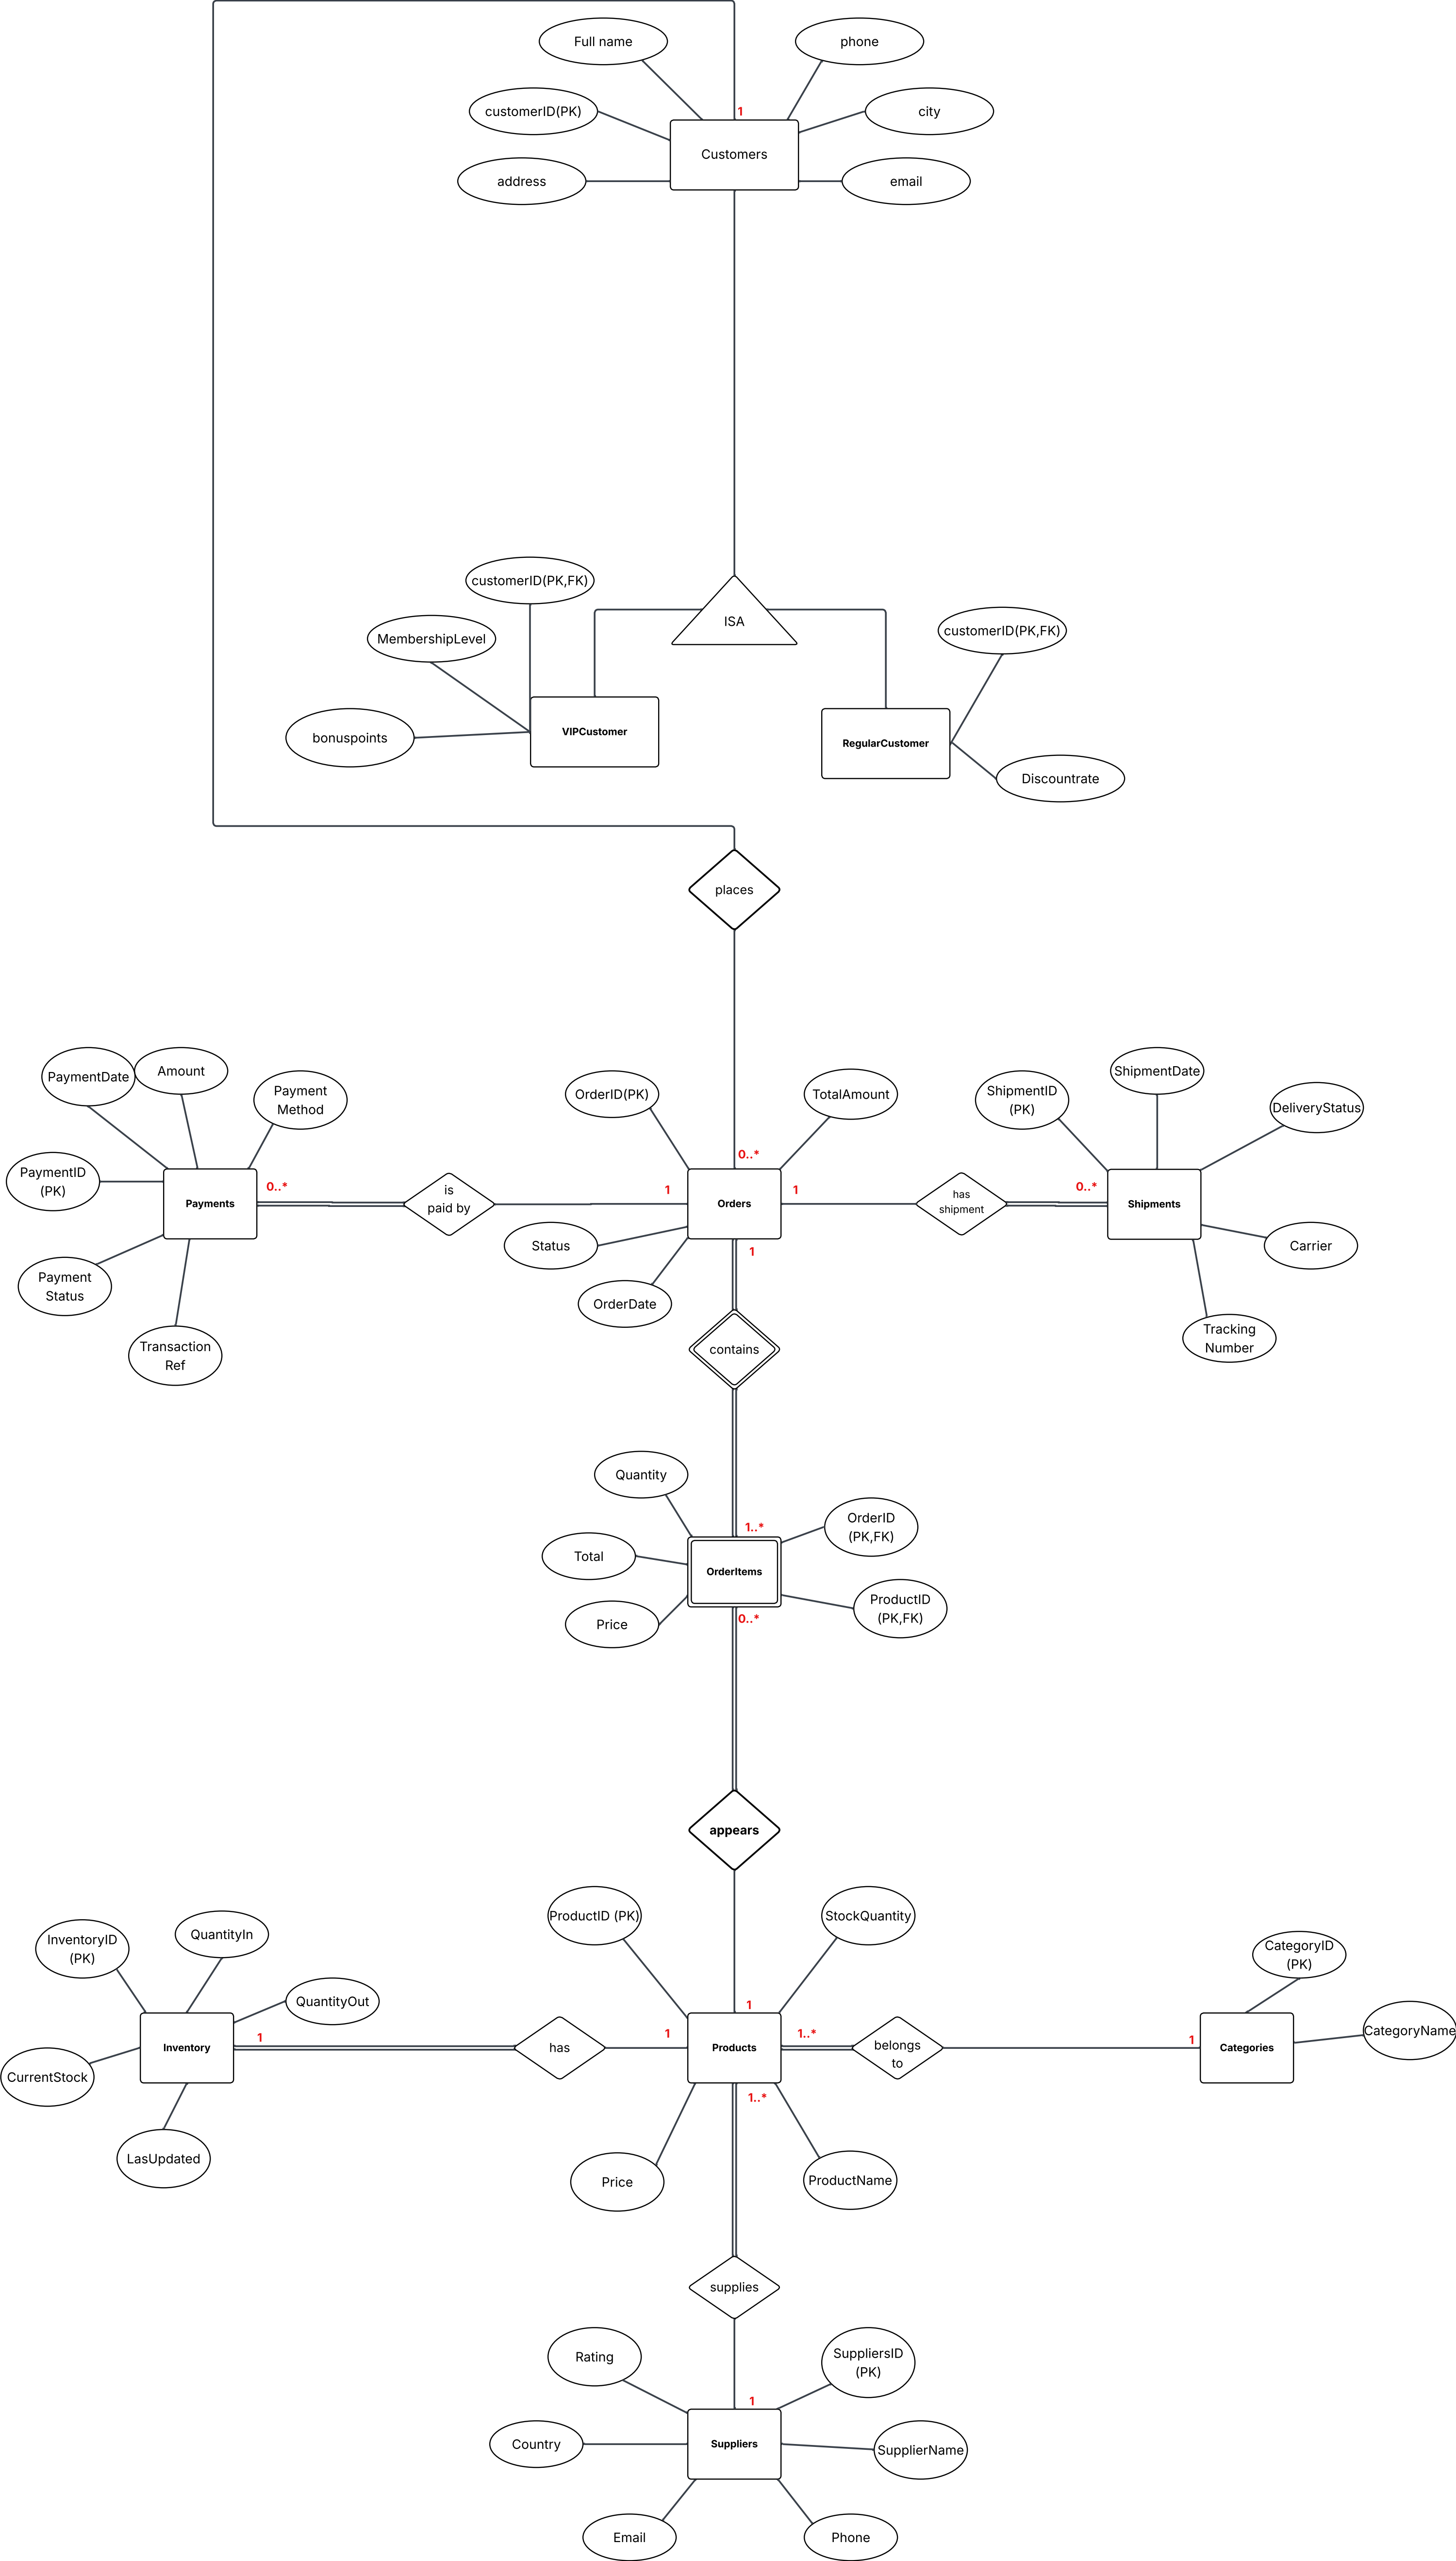 Full name
phone
customerID(PK)
1
city
Customers
address
email
customerID(PK,FK)
ISA
customerID(PK,FK)
MembershipLevel
VIPCustomer
bonuspoints
RegularCustomer
Discountrate
places
PaymentDate
Amount
Payment
Method
OrderID(PK)
TotalAmount
ShipmentID
(PK)
ShipmentDate
DeliveryStatus
0..*
PaymentID
(PK)
0..*
is
paid by
1
1
has
shipment
0..*
Payments
Orders
Shipments
Status
1
Carrier
Payment
Status
OrderDate
Transaction
Ref
contains
Tracking
Number
Quantity
1..*
OrderID
(PK,FK)
Total
OrderItems
Price
0..*
ProductID
(PK,FK)
appears
ProductID (PK)
StockQuantity
InventoryID
(PK)
QuantityIn
CategoryID
(PK)
QuantityOut
1
1
1
1..*
1
CategoryName
Inventory
has
Products
belongs
to
Categories
CurrentStock
1..*
LasUpdated
Price
ProductName
supplies
Rating
SuppliersID
(PK)
1
Country
Suppliers
SupplierName
Email
Phone